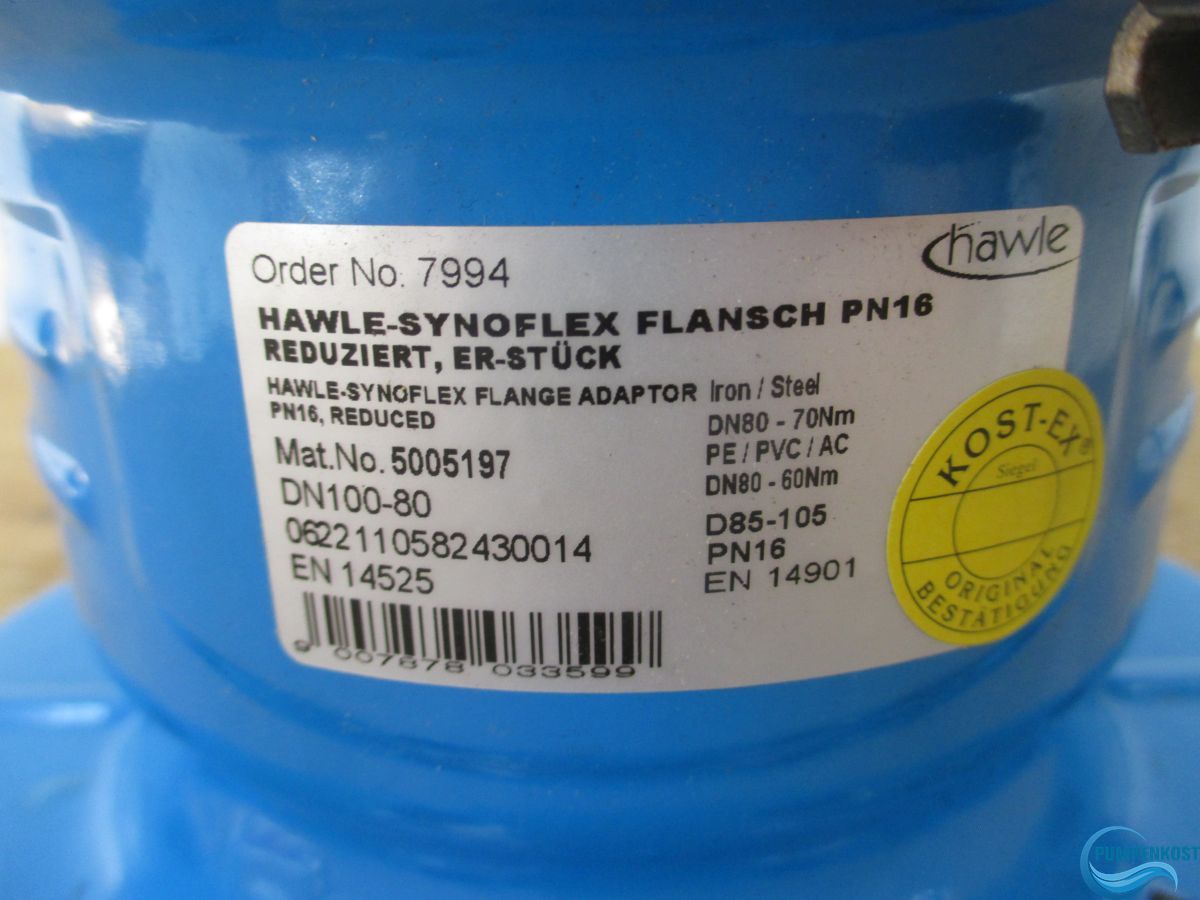 hawle
Order No. 7994
HAWLE-SYNOFLEX FLANSCH PN16
REDUZIERT, ER-STÜCK
HAWLE-SYNOFLEX FLANGE ADAPTOR
PN16, REDUCED
Mat.No. 5005197
DN100-80
0622110582430014
EN 14525
9 007878 033599
Iron / Steel
DN80 - 70Nm
PE / PVC / AC
DN80 - 60Nm
D85-105
PN16
EN 14901
KOST-EX®
Siegel
ORIGINAL
BESTÄTIGUNG
PUMPENKOST